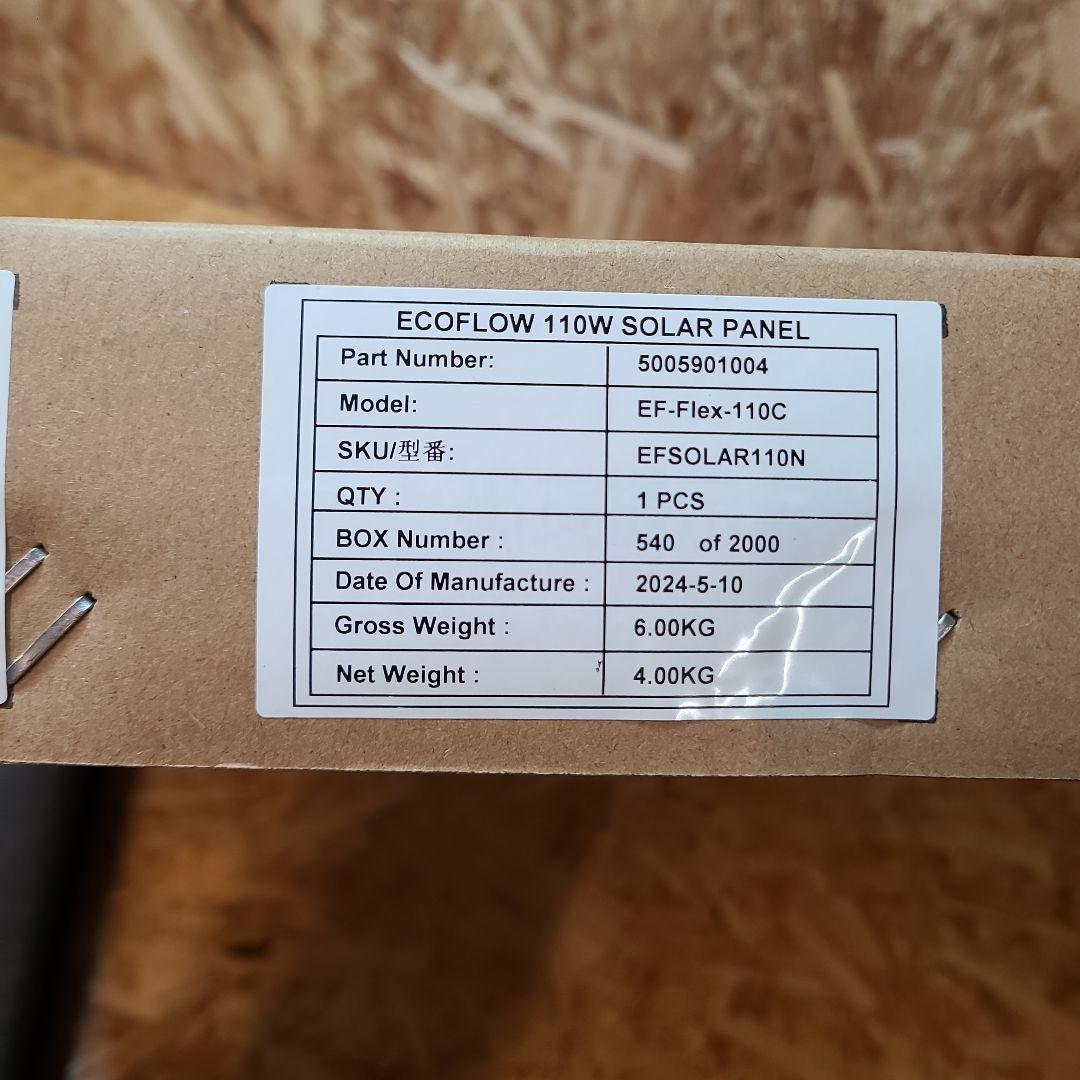 ECOFLOW 110W SOLAR PANEL
Part Number: 5005901004
Model: EF-Flex-110C
SKU/型番: EFSOLAR110N
QTY : 1 PCS
BOX Number : 540 of 2000
Date Of Manufacture : 2024-5-10
Gross Weight : 6.00KG
Net Weight : 4.00KG